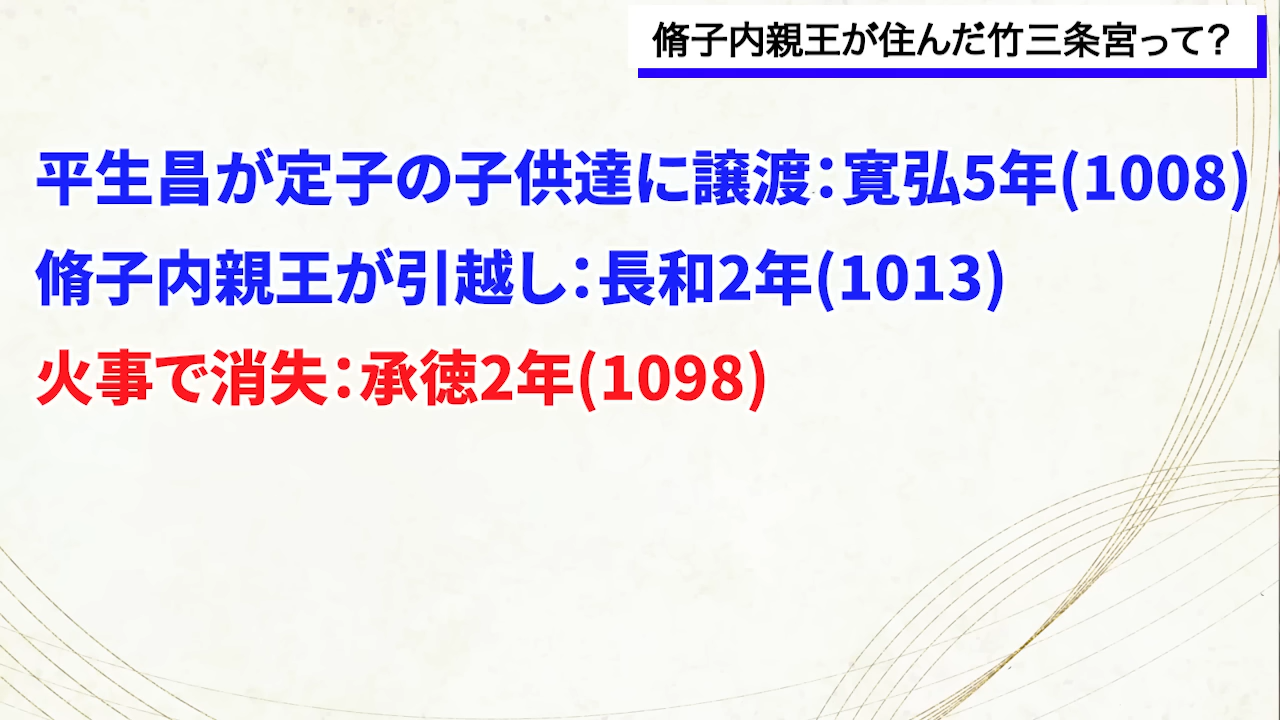 脩子内親王が住んだ竹三条宮って？
平生昌が定子の子供達に譲渡：寛弘5年(1008)
脩子内親王が引越し：長和2年(1013)
火事で消失：承徳2年(1098)